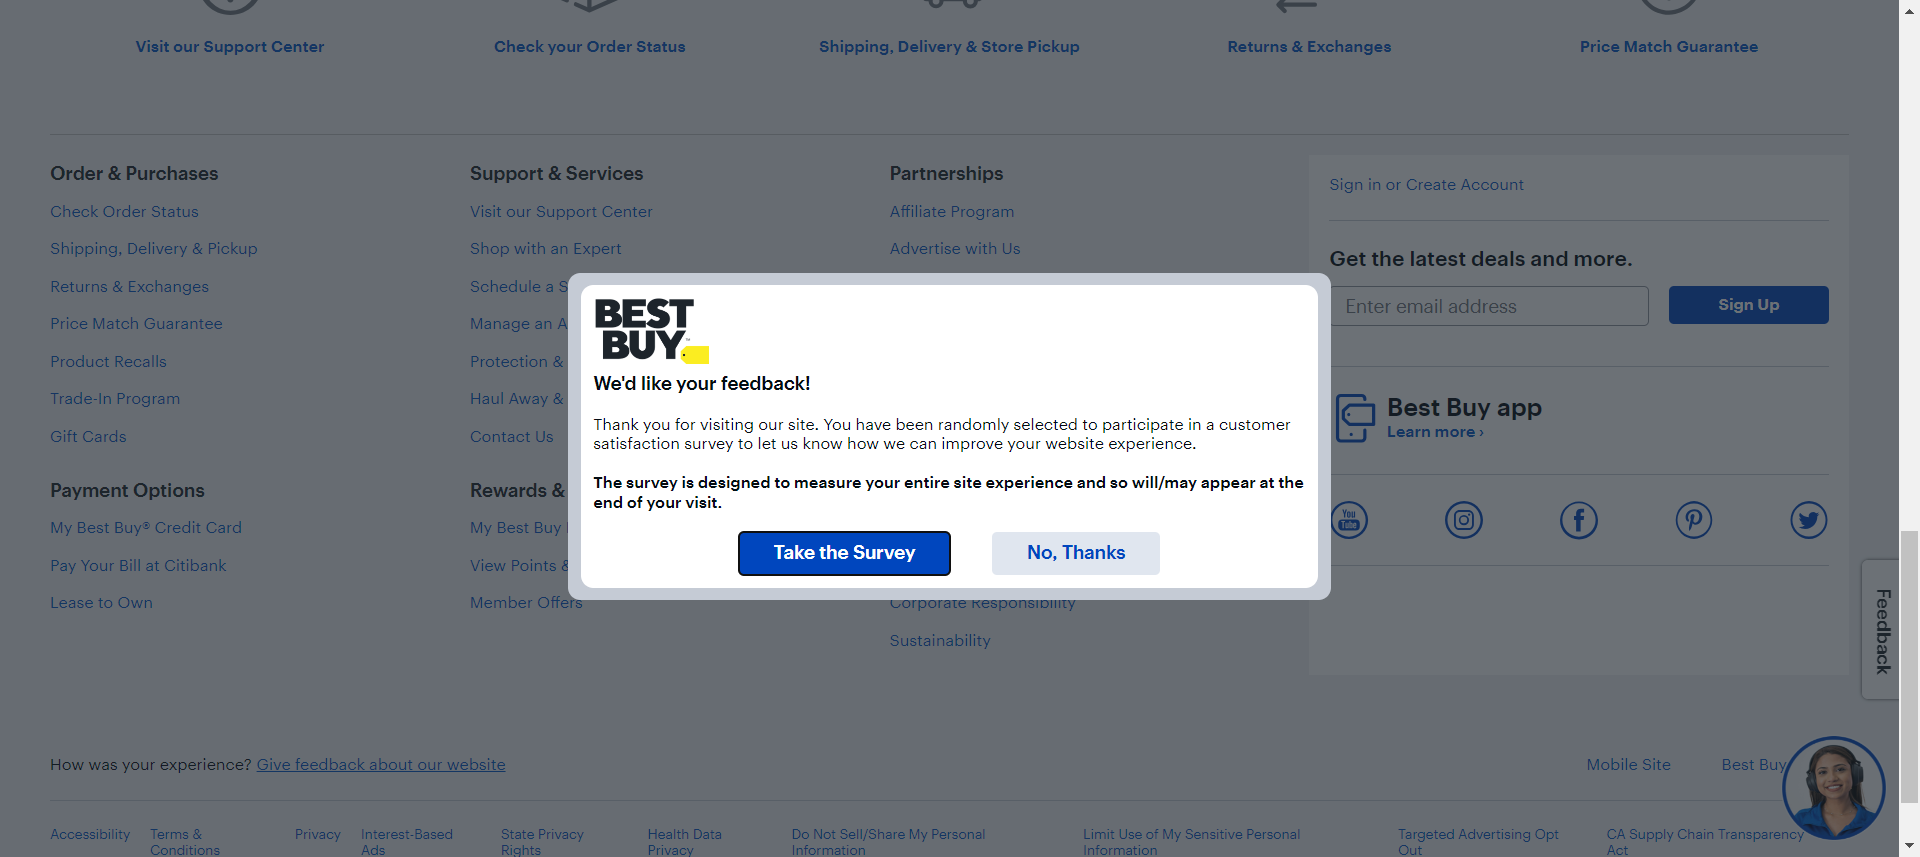 Visit our Support Center
Check your Order Status
Shipping, Delivery & Store Pickup
Returns & Exchanges
Price Match Guarantee
Order & Purchases
Check Order Status
Shipping, Delivery & Pickup
Returns & Exchanges
Price Match Guarantee
Product Recalls
Trade-In Program
Gift Cards
Payment Options
My Best Buy® Credit Card
Pay Your Bill at Citibank
Lease to Own
Support & Services
Visit our Support Center
Shop with an Expert
Schedule a S
Manage an A
Protection &
Haul Away &
Contact Us
Rewards &
My Best Buy
View Points &
Member Offers
Partnerships
Affiliate Program
Advertise with Us
Corporate Responsibility
Sustainability
Sign in or Create Account
Get the latest deals and more.
Enter email address
Sign Up
Best Buy app
Learn more ›
You
Tube
BEST
BUY™
We'd like your feedback!
Thank you for visiting our site. You have been randomly selected to participate in a customer
satisfaction survey to let us know how we can improve your website experience.
The survey is designed to measure your entire site experience and so will/may appear at the
end of your visit.
Take the Survey
No, Thanks
Feedback
How was your experience? Give feedback about our website
Mobile Site
Best Buy
Accessibility
Terms &
Conditions
Privacy
Interest-Based
Ads
State Privacy
Rights
Health Data
Privacy
Do Not Sell/Share My Personal
Information
Limit Use of My Sensitive Personal
Information
Targeted Advertising Opt
Out
CA Supply Chain Transparency
Act